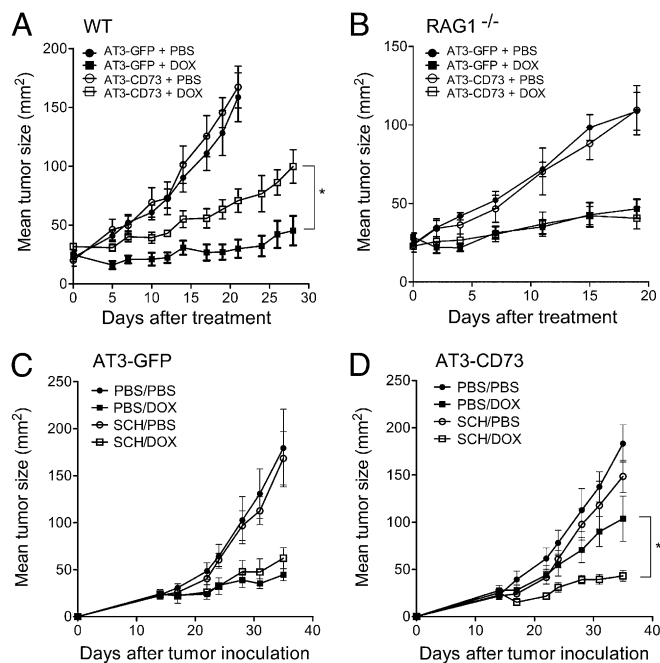 A WT
AT3-GFP + PBS
AT3-GFP + DOX
AT3-CD73 + PBS
AT3-CD73 + DOX
Mean tumor size (mm²)
200
150
100
50
0
*
0 5 10 15 20 25 30
Days after treatment
B RAG1 -/-
AT3-GFP + PBS
AT3-GFP + DOX
AT3-CD73 + PBS
AT3-CD73 + DOX
Mean tumor size (mm²)
150
100
50
0
0 5 10 15 20
Days after treatment
C AT3-GFP
PBS/PBS
PBS/DOX
SCH/PBS
SCH/DOX
Mean tumor size (mm²)
250
200
150
100
50
0
0 10 20 30 40
Days after tumor inoculation
D AT3-CD73
PBS/PBS
PBS/DOX
SCH/PBS
SCH/DOX
Mean tumor size (mm²)
250
200
150
100
50
0
*
0 10 20 30 40
Days after tumor inoculation